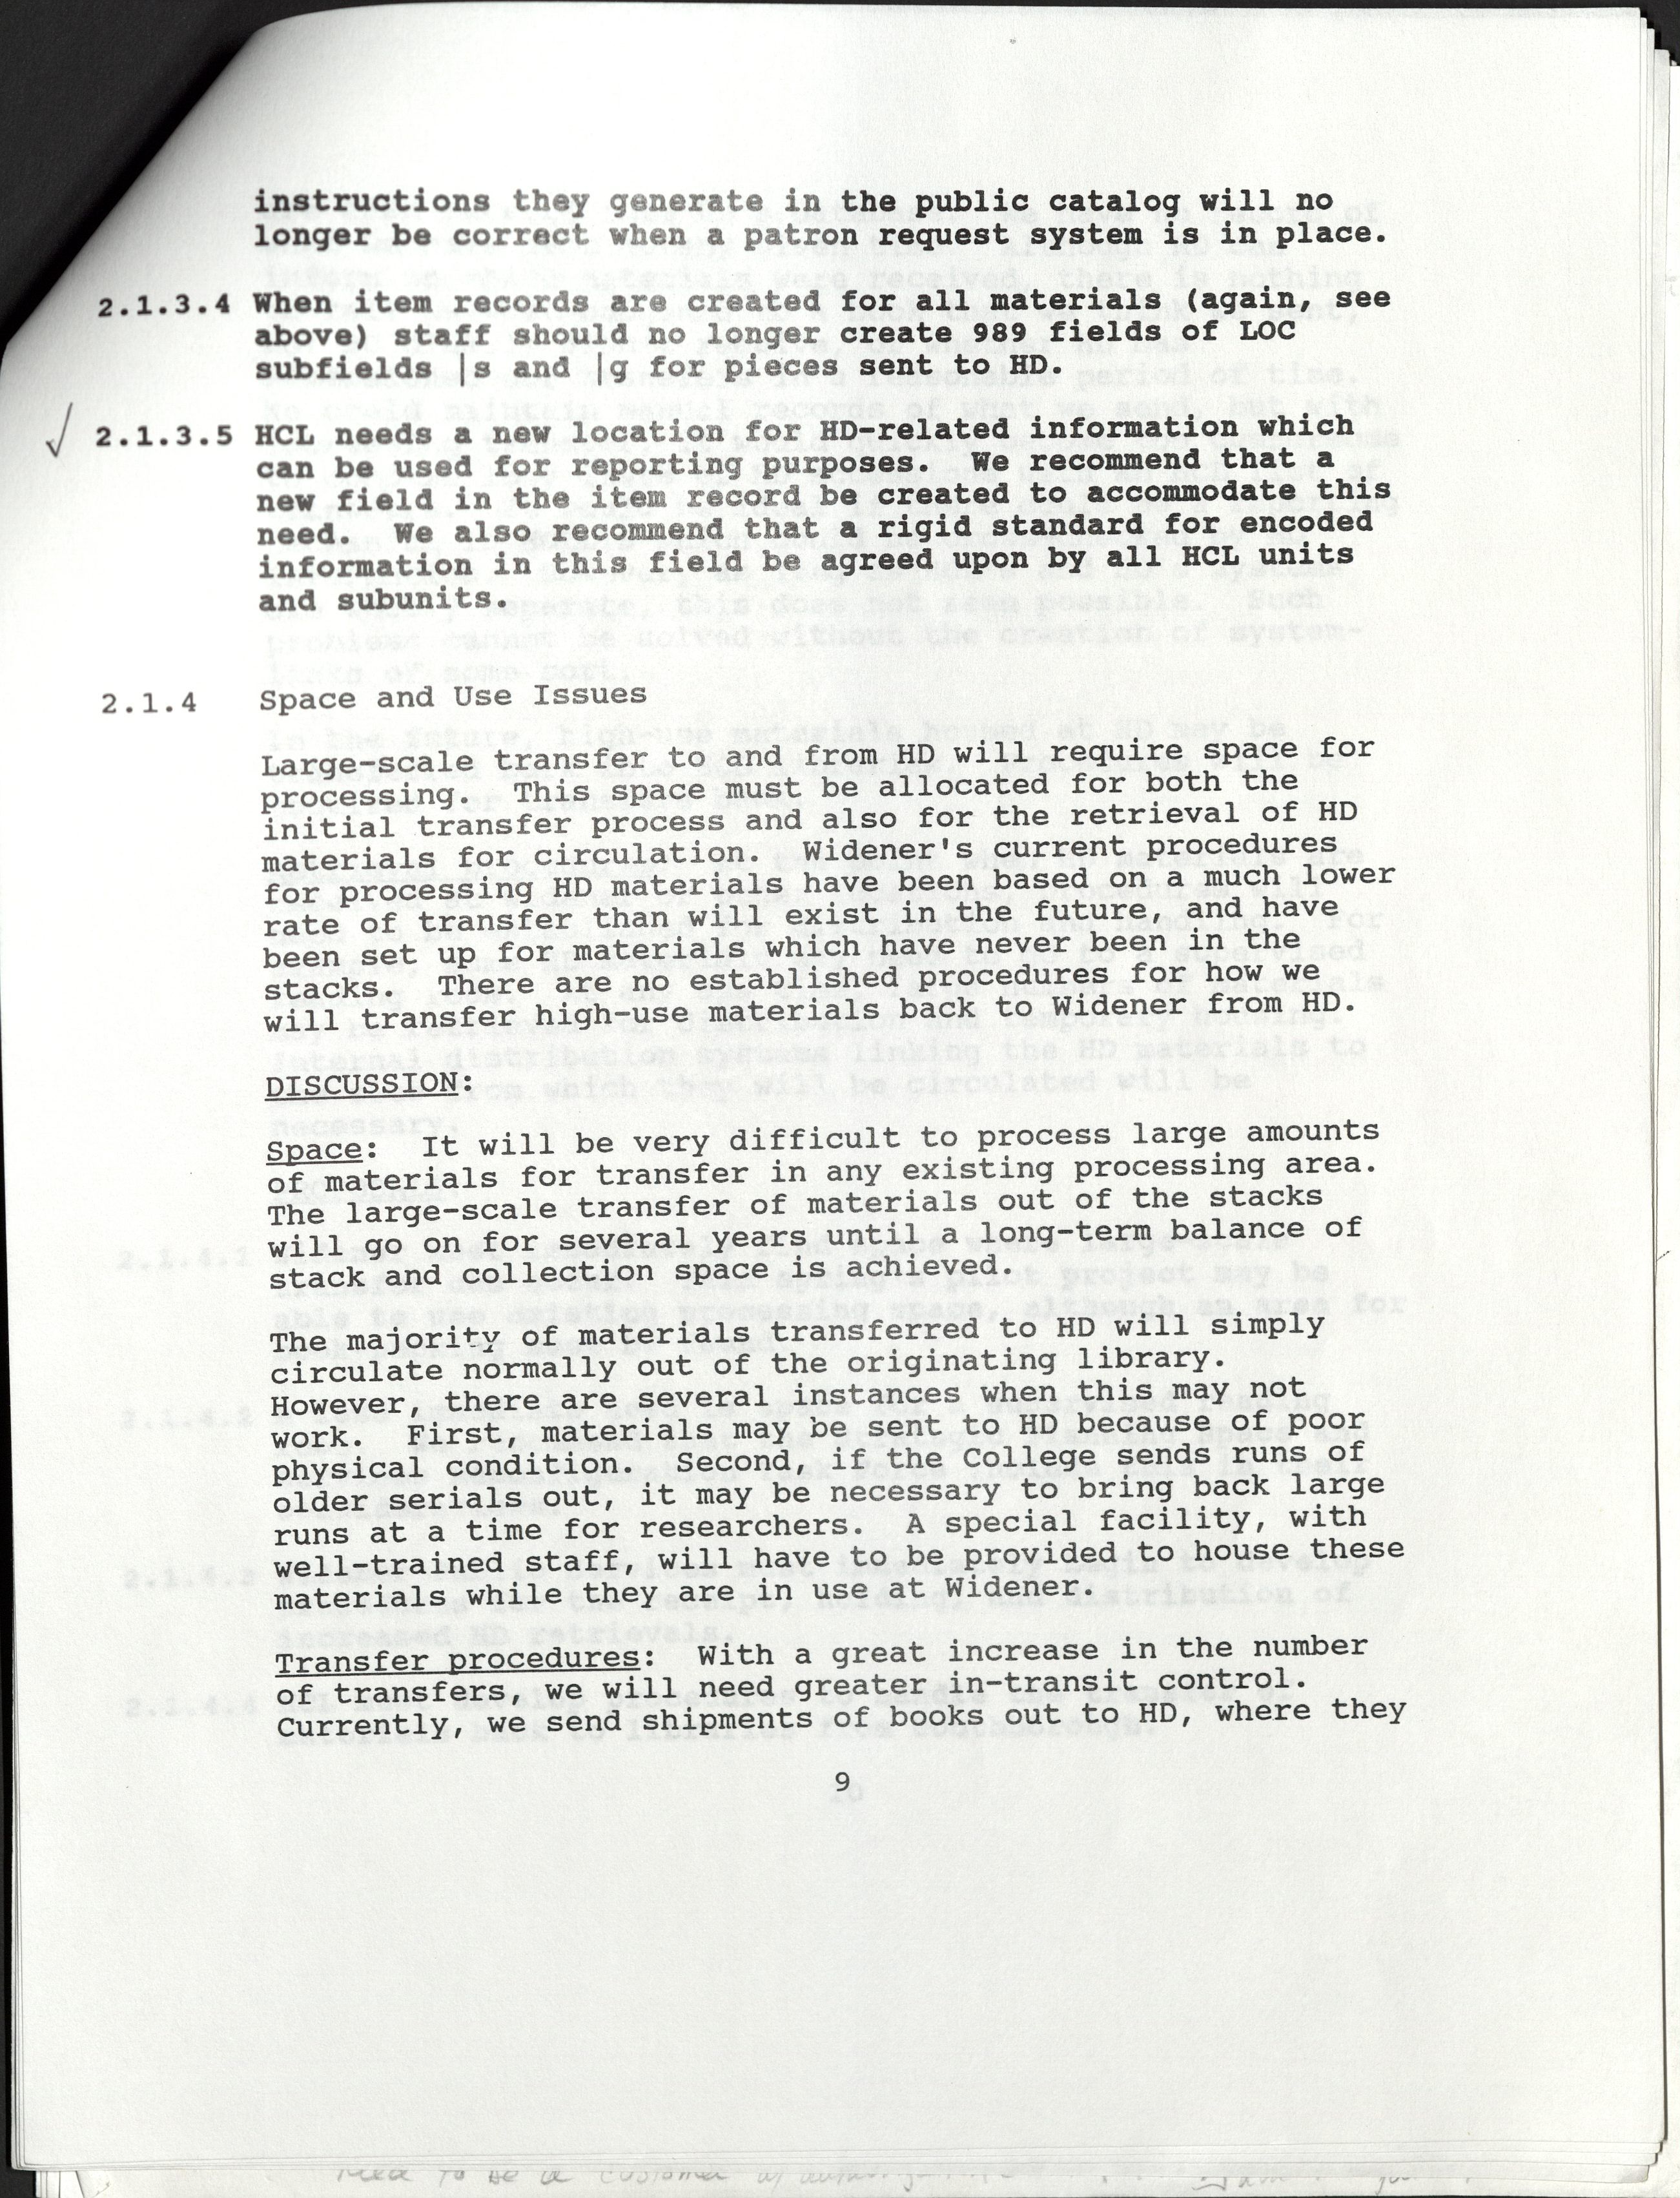 instructions they generate in the public catalog will no
longer be correct when a patron request system is in place.
2.1.3.4 When item records are created for all materials (again, see
above) staff should no longer create 989 fields of LOC
subfields |s and |g for pieces sent to HD.
√ 2.1.3.5 HCL needs a new location for HD-related information which
can be used for reporting purposes. We recommend that a
new field in the item record be created to accommodate this
need. We also recommend that a rigid standard for encoded
information in this field be agreed upon by all HCL units
and subunits.
2.1.4 Space and Use Issues
Large-scale transfer to and from HD will require space for
processing. This space must be allocated for both the
initial transfer process and also for the retrieval of HD
materials for circulation. Widener's current procedures
for processing HD materials have been based on a much lower
rate of transfer than will exist in the future, and have
been set up for materials which have never been in the
stacks. There are no established procedures for how we
will transfer high-use materials back to Widener from HD.
DISCUSSION:
Space: It will be very difficult to process large amounts
of materials for transfer in any existing processing area.
The large-scale transfer of materials out of the stacks
will go on for several years until a long-term balance of
stack and collection space is achieved.
The majority of materials transferred to HD will simply
circulate normally out of the originating library.
However, there are several instances when this may not
work. First, materials may be sent to HD because of poor
physical condition. Second, if the College sends runs of
older serials out, it may be necessary to bring back large
runs at a time for researchers. A special facility, with
well-trained staff, will have to be provided to house these
materials while they are in use at Widener.
Transfer procedures: With a great increase in the number
of transfers, we will need greater in-transit control.
Currently, we send shipments of books out to HD, where they
9
need to be a customer